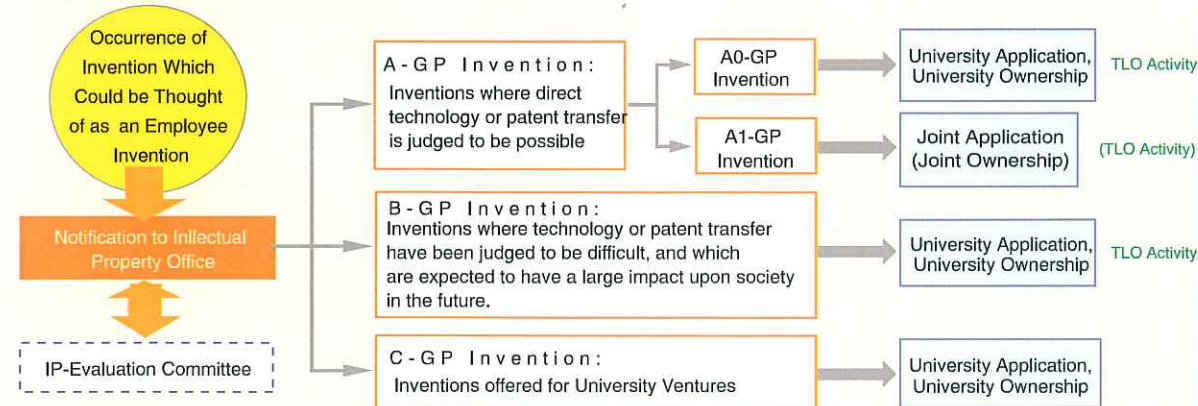 Occurrence of
Invention Which
Could be Thought
of as an Employee
Invention
Notification to Inllectual
Property Office
IP-Evaluation Committee
A-GP Invention:
Inventions where direct
technology or patent transfer
is judged to be possible
A0-GP
Invention
University Application,
University Ownership
TLO Activity
A1-GP
Invention
Joint Application
(Joint Ownership)
(TLO Activity)
B-GP Invention:
Inventions where technology or patent transfer
have been judged to be difficult, and which
are expected to have a large impact upon society
in the future.
University Application,
University Ownership
TLO Activity
C-GP Invention:
Inventions offered for University Ventures
University Application,
University Ownership